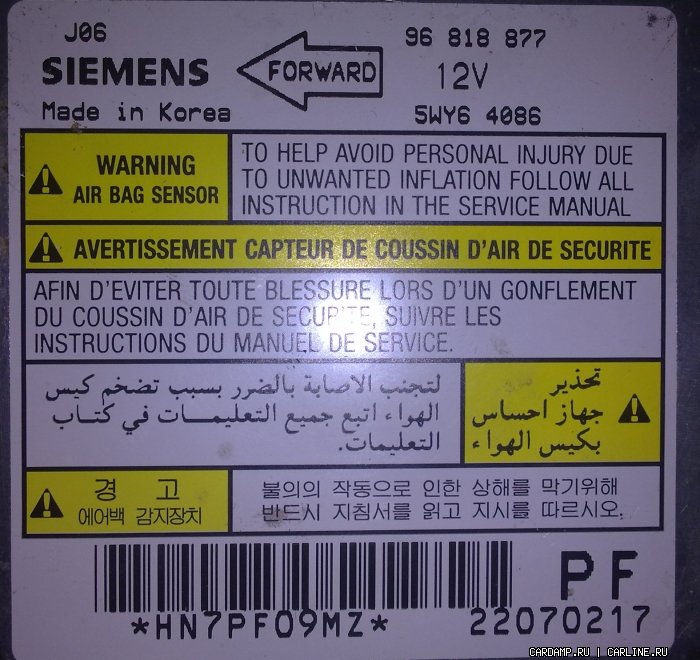 J06
96 818 877
SIEMENS
FORWARD
12V
Made in Korea
5WY6 4086
WARNING
AIR BAG SENSOR
TO HELP AVOID PERSONAL INJURY DUE
TO UNWANTED INFLATION FOLLOW ALL
INSTRUCTION IN THE SERVICE MANUAL
AVERTISSEMENT CAPTEUR DE COUSSIN D'AIR DE SECURITE
AFIN D'EVITER TOUTE BLESSURE LORS D'UN GONFLEMENT
DU COUSSIN D'AIR DE SECURITE, SUIVRE LES
INSTRUCTIONS DU MANUEL DE SERVICE.
تحذير
جهاز احساس
بكيس الهواء
لتجنب الاصابة بالضرر بسبب تضخم كيس
الهواء اتبع جميع التعليمـــات في كتـاب
التعليمات.
경 고
에어백 감지장치
불의의 작동으로 인한 상해를 막기위해
반드시 지침서를 읽고 지시를 따르시오.
*HN7PF09MZ*
PF
22070217
CARDAMP.RU | CARLINE.RU